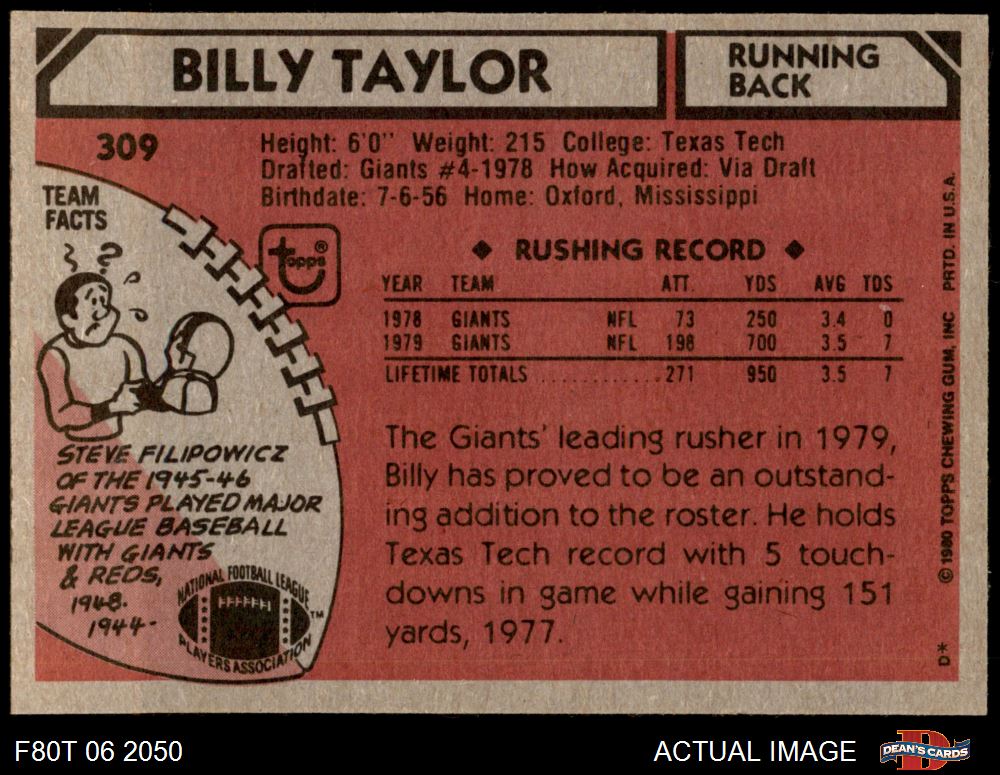 BILLY TAYLOR
RUNNING
BACK
309
Height: 6'0'' Weight: 215 College: Texas Tech
Drafted: Giants #4-1978 How Acquired: Via Draft
Birthdate: 7-6-56 Home: Oxford, Mississippi
TEAM
FACTS
topps®
◆ RUSHING RECORD ◆
YEAR TEAM ATT. YDS AVG TDS
1978 GIANTS NFL 73 250 3.4 0
1979 GIANTS NFL 198 700 3.5 7
LIFETIME TOTALS ............ 271 950 3.5 7
? ? ?
STEVE FILIPOWICZ
OF THE 1945-46
GIANTS PLAYED MAJOR
LEAGUE BASEBALL
WITH GIANTS
& REDS,
1948.
1944-
NATIONAL FOOTBALL LEAGUE
PLAYERS ASSOCIATION
TM
The Giants' leading rusher in 1979,
Billy has proved to be an outstand-
ing addition to the roster. He holds
Texas Tech record with 5 touch-
downs in game while gaining 151
yards, 1977.
© 1980 TOPPS CHEWING GUM, INC PRTD. IN U.S.A.
D*
F80T 06 2050
ACTUAL IMAGE
D
DEAN'S CARDS